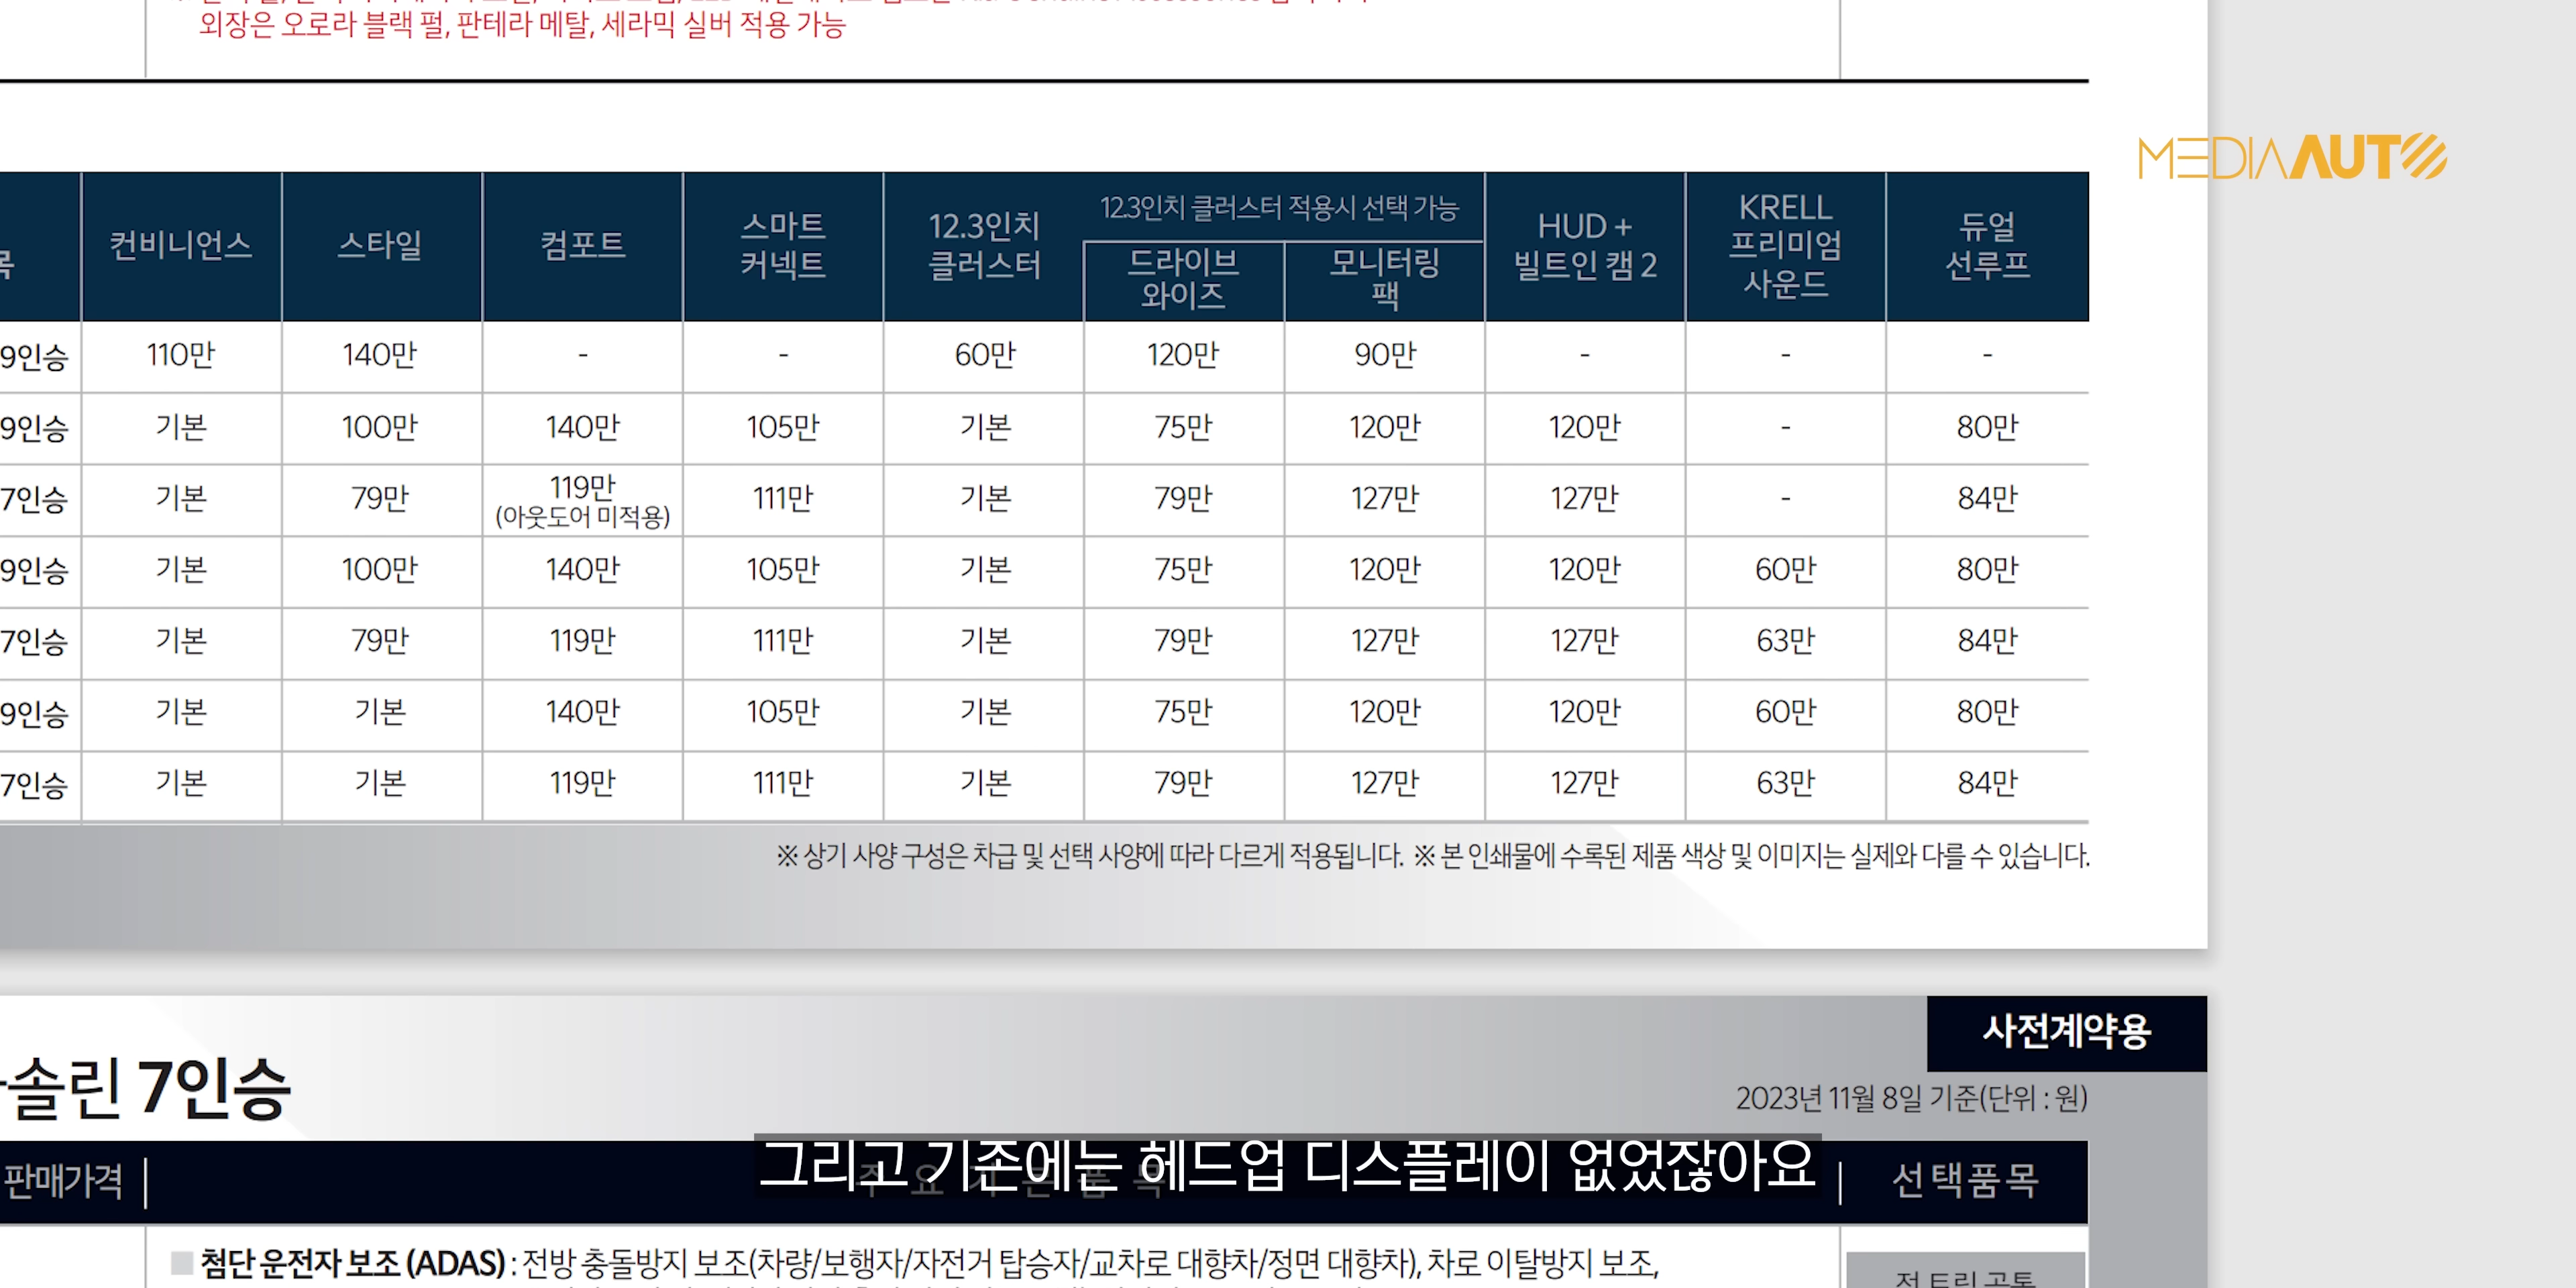 외장은 오로라 블랙 펄, 판테라 메탈, 세라믹 실버 적용 가능
MEDIAAUTO
목 컨비니언스 스타일 컴포트 스마트 커넥트 12.3인치 클러스터 12.3인치 클러스터 적용시 선택 가능 드라이브 와이즈 모니터링 팩 HUD + 빌트인 캠 2 KRELL 프리미엄 사운드 듀얼 선루프
9인승 110만 140만 - - 60만 120만 90만 - - -
9인승 기본 100만 140만 105만 기본 75만 120만 120만 - 80만
7인승 기본 79만 119만 (아웃도어 미적용) 111만 기본 79만 127만 127만 - 84만
9인승 기본 100만 140만 105만 기본 75만 120만 120만 60만 80만
7인승 기본 79만 119만 111만 기본 79만 127만 127만 63만 84만
9인승 기본 기본 140만 105만 기본 75만 120만 120만 60만 80만
7인승 기본 기본 119만 111만 기본 79만 127만 127만 63만 84만
※ 상기 사양 구성은 차급 및 선택 사양에 따라 다르게 적용됩니다. ※ 본 인쇄물에 수록된 제품 색상 및 이미지는 실제와 다를 수 있습니다.
사전계약용
솔린 7인승
2023년 11월 8일 기준(단위 : 원)
판매가격
그리고 기존에는 헤드업 디스플레이 없었잖아요
선택품목
첨단 운전자 보조 (ADAS) : 전방 충돌방지 보조(차량/보행자/자전거 탑승자/교차로 대향차/정면 대향차), 차로 이탈방지 보조,
전 트림 공통